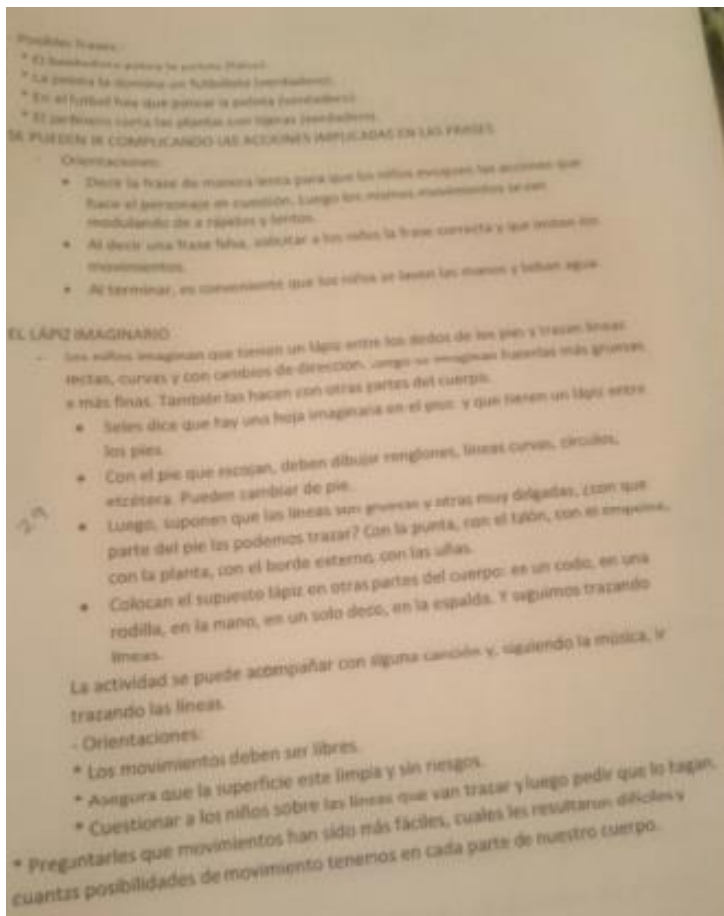 - Posibles frases:
* El bombero patea la pelota (falso).
* La pelota la domina un futbolista (verdadero).
* En el futbol hay que patear la pelota (verdadero).
* El jardinero corta las plantas con tijeras (verdadero).
SE PUEDEN IR COMPLICANDO LAS ACCIONES IMPLICADAS EN LAS FRASES
- Orientaciones:
• Decir la frase de manera lenta para que los niños evoquen las acciones que
hace el personaje en cuestión. Luego los mismos movimientos se van
modulando de a rápidos y lentos.
• Al decir una frase falsa, solicitar a los niños la frase correcta y que imiten los
movimientos.
• Al terminar, es conveniente que los niños se laven las manos y beban agua.
EL LÁPIZ IMAGINARIO
- Los niños imaginan que tienen un lápiz entre los dedos de los pies y trazan líneas
rectas, curvas y con cambios de dirección. Luego se imaginan hacerlas más gruesas
o más finas. También las hacen con otras partes del cuerpo.
• Seles dice que hay una hoja imaginaria en el piso y que tienen un lápiz entre
los pies.
• Con el pie que escojan, deben dibujar renglones, líneas curvas, círculos,
etcétera. Pueden cambiar de pie.
• Luego, suponen que las líneas son gruesas y otras muy delgadas, ¿con que
parte del pie las podemos trazar? Con la punta, con el talón, con el empeine,
con la planta, con el borde externo, con las uñas.
• Colocan el supuesto lápiz en otras partes del cuerpo: en un codo, en una
rodilla, en la mano, en un solo dedo, en la espalda. Y seguimos trazando
líneas.
La actividad se puede acompañar con alguna canción y, siguiendo la música, ir
trazando las líneas.
- Orientaciones:
* Los movimientos deben ser libres.
* Asegura que la superficie este limpia y sin riesgos.
* Cuestionar a los niños sobre las líneas que van trazar y luego pedir que lo hagan.
* Preguntarles que movimientos han sido más fáciles, cuales les resultaron difíciles y
cuantas posibilidades de movimiento tenemos en cada parte de nuestro cuerpo.